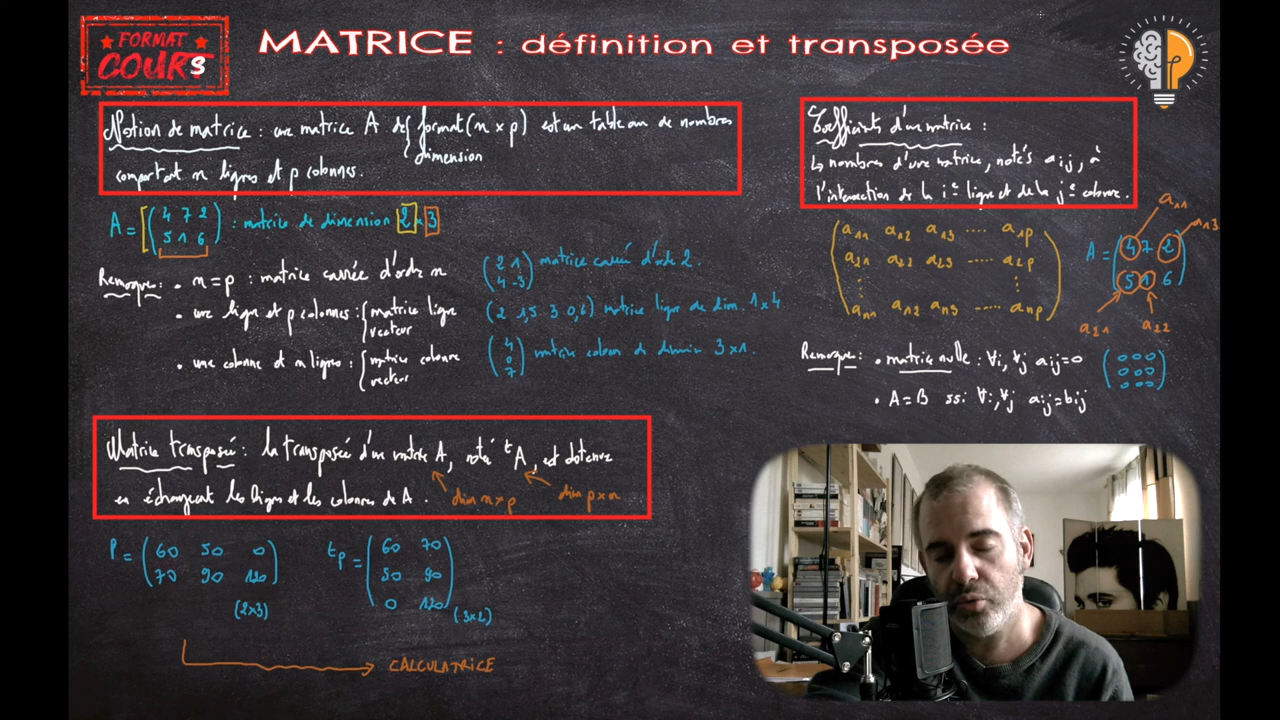 FORMAT
COURS
MATRICE : définition et transposée
Notion de matrice : une matrice A de { format (n x p) est un tableau de nombres
dimension
comportant n lignes et p colonnes.
A = ( 4 7 2
5 1 6 ) : matrice de dimension 2 x 3
Remarque : • n = p : matrice carrée d'ordre n
( 2 1
4 -3 ) matrice carrée d'ordre 2.
• une ligne et p colonnes : { matrice ligne
vecteur
( 2 1,5 3 0,6 ) matrice ligne de dim. 1 x 4
• une colonne et n lignes : { matrice colonne
vecteur
( 4
0
7 ) matrice colonne de dimension 3 x 1.
Coefficients d'une matrice :
↳ nombres d'une matrice, notés aij, à
l'intersection de la iᵉ ligne et de la jᵉ colonne.
( a11 a12 a13 ..... a1p
a21 a22 a23 ..... a2p
an1 an2 an3 ..... anp )
a11
a13
A = ( 4 7 2
5 1 6 )
a21 a22
Remarque : • matrice nulle : ∀i, ∀j aij = 0
( 0 0 0
0 0 0
0 0 0 )
• A = B ssi ∀i, ∀j aij = bij
Matrice transposée : la transposée d'une matrice A, notée ᵗA, est obtenue
en échangeant les lignes et les colonnes de A.
dim n x p
dim p x n
P = ( 60 50 0
70 90 120 )
(2x3)
ᵗP = ( 60 70
50 90
0 120 )
(3x2)
CALCULATRICE